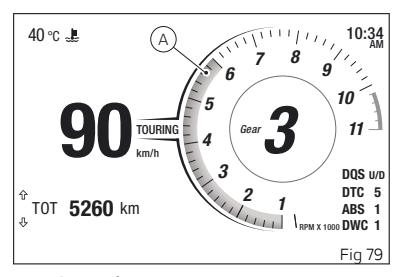 40 °C
A
10:34
AM
7 8 9
6 10
5 11
4
3
2 1
90
TOURING
km/h
Gear
3
RPM X 1000
DQS U/D
DTC 5
ABS 1
DWC 1
TOT 5260 km
Fig 79